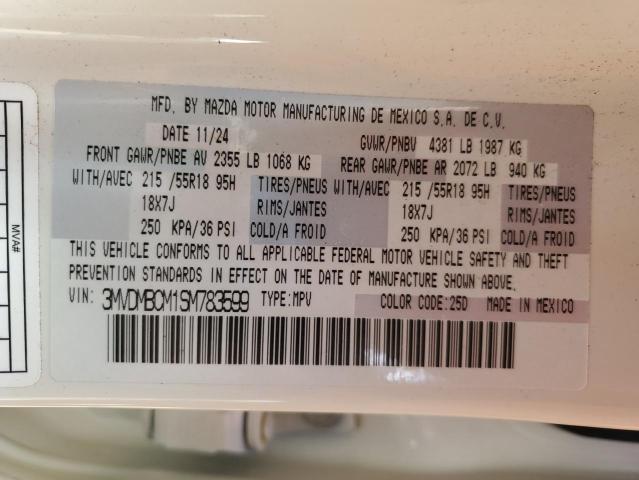 MFD. BY MAZDA MOTOR MANUFACTURING DE MEXICO S.A. DE C.V.
DATE 11/24 GVWR/PNBV 4381 LB 1987 KG
FRONT GAWR/PNBE AV 2355 LB 1068 KG REAR GAWR/PNBE AR 2072 LB 940 KG
WITH/AVEC 215 /55R18 95H TIRES/PNEUS WITH/AVEC 215 /55R18 95H TIRES/PNEUS
18X7J RIMS/JANTES 18X7J RIMS/JANTES
250 KPA/36 PSI COLD/A FROID 250 KPA/36 PSI COLD/A FROID
THIS VEHICLE CONFORMS TO ALL APPLICABLE FEDERAL MOTOR VEHICLE SAFETY AND THEFT
PREVENTION STANDARDS IN EFFECT ON THE DATE OF MANUFACTURE SHOWN ABOVE.
VIN: 3MVDMBCM1SM783599 TYPE:MPV COLOR CODE:25D MADE IN MEXICO
MVA#